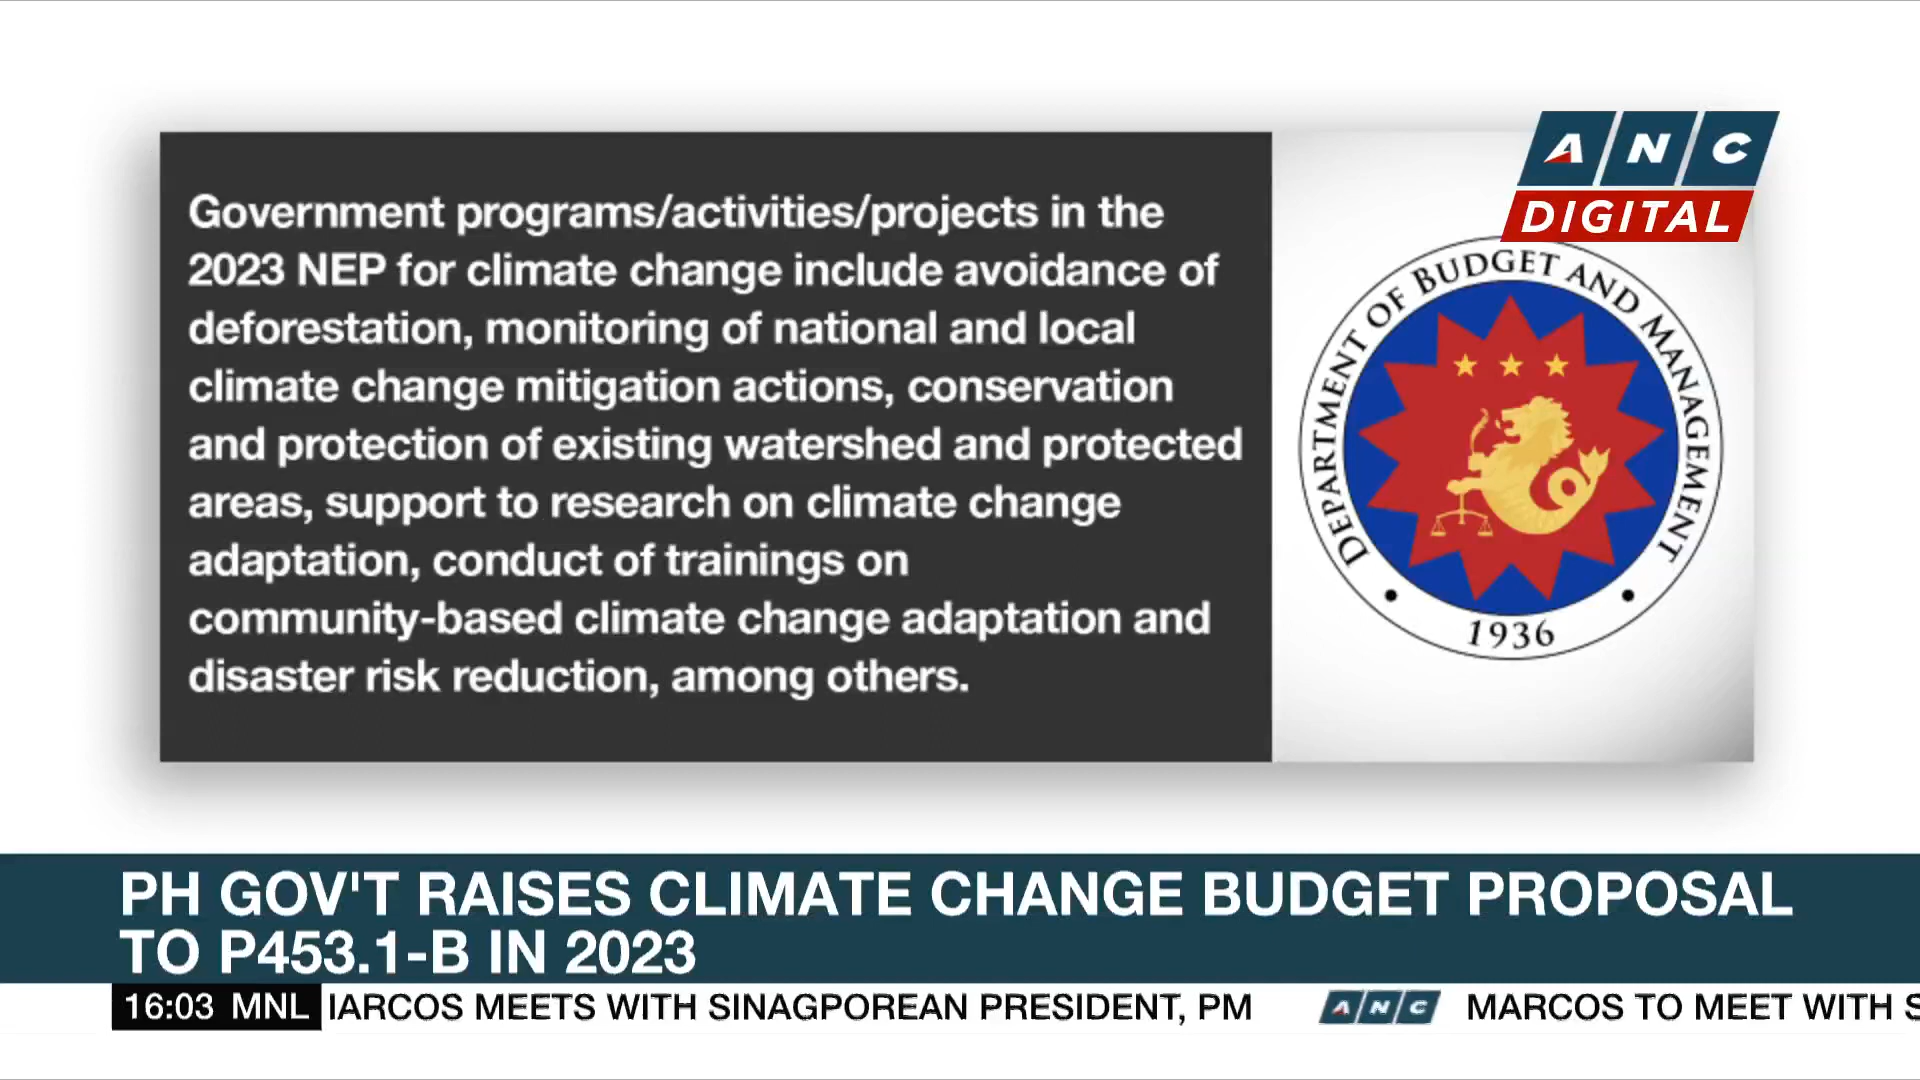 ANC
DIGITAL
Government programs/activities/projects in the
2023 NEP for climate change include avoidance of
deforestation, monitoring of national and local
climate change mitigation actions, conservation
and protection of existing watershed and protected
areas, support to research on climate change
adaptation, conduct of trainings on
community-based climate change adaptation and
disaster risk reduction, among others.
DEPARTMENT OF BUDGET AND MANAGEMENT
1936
PH GOV'T RAISES CLIMATE CHANGE BUDGET PROPOSAL
TO P453.1-B IN 2023
16:03 MNL IARCOS MEETS WITH SINAGPOREAN PRESIDENT, PM ANC MARCOS TO MEET WITH S